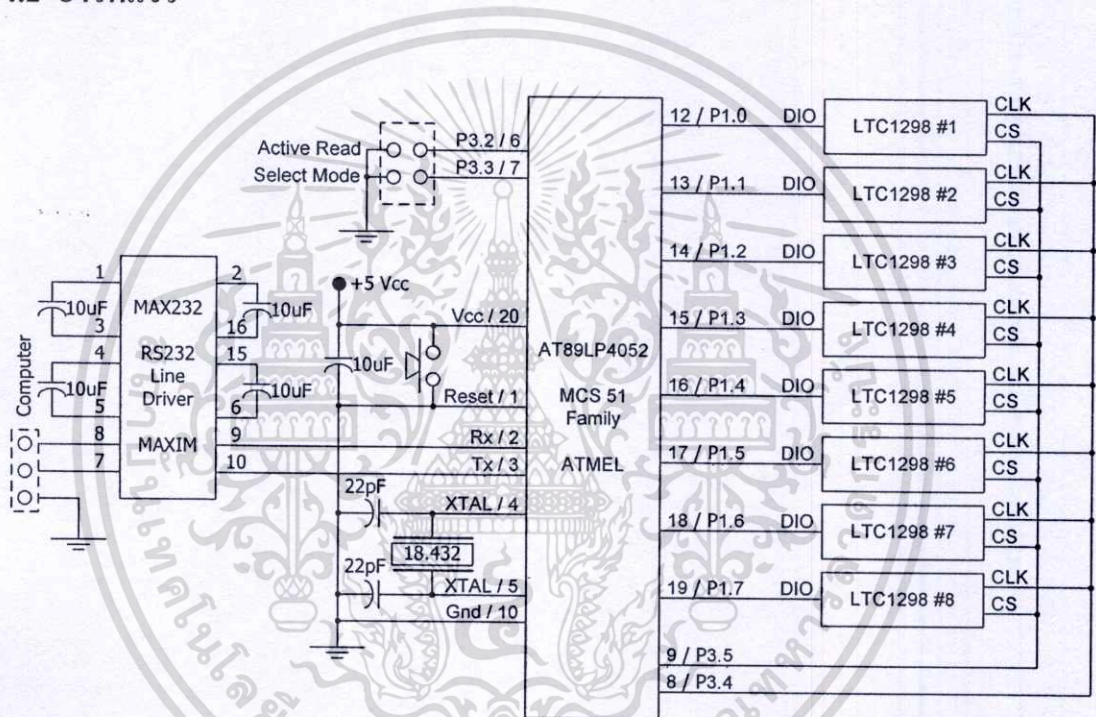 Active Read
Select Mode
P3.2 / 6
P3.3 / 7
Computer
1
10uF
3
4
10uF
5
8
7
MAX232
RS232
Line
Driver
MAXIM
2
10uF
16
15
10uF
6
9
10
+5 Vcc
10uF
Vcc / 20
Reset / 1
Rx / 2
Tx / 3
22pF
XTAL / 4
18.432
22pF
XTAL / 5
Gnd / 10
AT89LP4052
MCS 51
Family
ATMEL
12 / P1.0 DIO LTC1298 #1 CLK
CS
13 / P1.1 DIO LTC1298 #2 CLK
CS
14 / P1.2 DIO LTC1298 #3 CLK
CS
15 / P1.3 DIO LTC1298 #4 CLK
CS
16 / P1.4 DIO LTC1298 #5 CLK
CS
17 / P1.5 DIO LTC1298 #6 CLK
CS
18 / P1.6 DIO LTC1298 #7 CLK
CS
19 / P1.7 DIO LTC1298 #8 CLK
CS
9 / P3.5
8 / P3.4